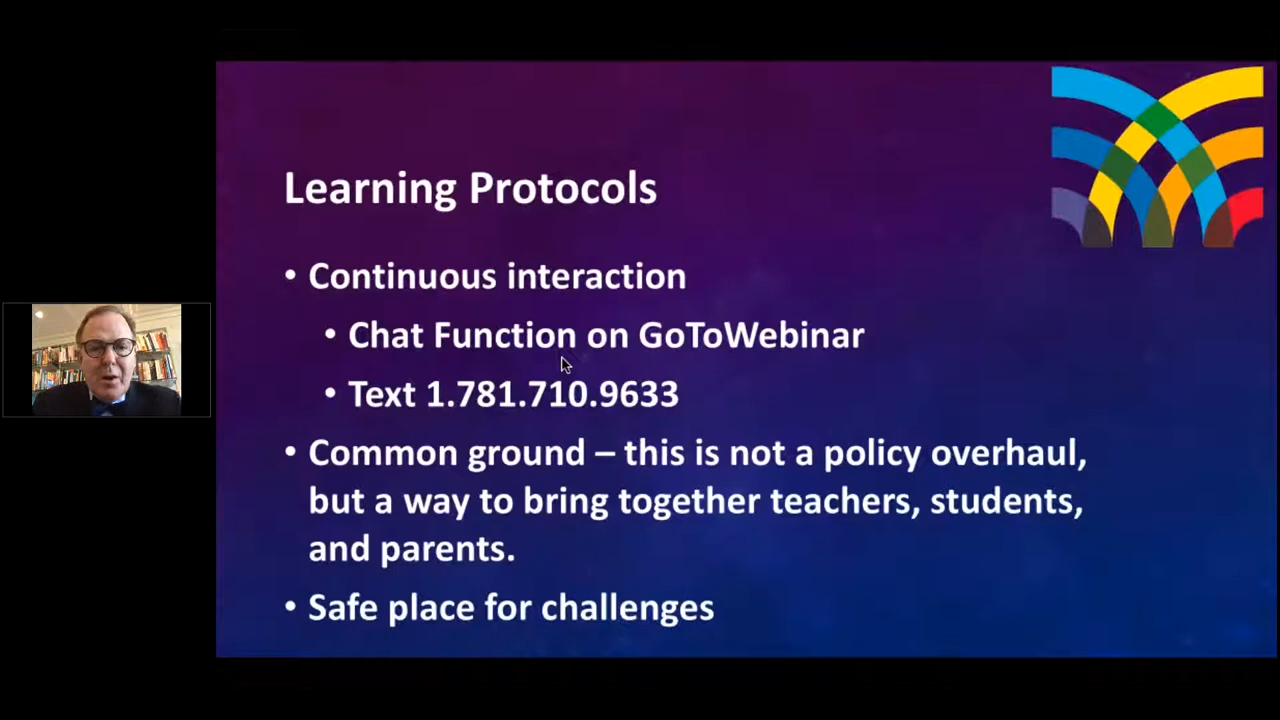 Learning Protocols
• Continuous interaction
• Chat Function on GoToWebinar
• Text 1.781.710.9633
• Common ground – this is not a policy overhaul,
but a way to bring together teachers, students,
and parents.
• Safe place for challenges